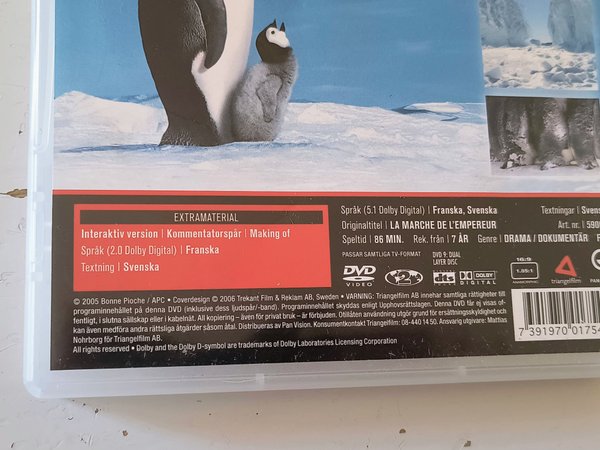 EXTRAMATERIAL
Interaktiv version | Kommentatorspår | Making of
Språk (2.0 Dolby Digital) | Franska
Textning | Svenska
Språk (5.1 Dolby Digital) | Franska, Svenska
Textningar | Svens
Originaltitel | LA MARCHE DE L'EMPEREUR
Art. nr. | 5900
Speltid | 86 MIN. Rek. från | 7 ÅR Genre | DRAMA / DOKUMENTÄR
PASSAR SAMTLIGA TV-FORMAT
DVD 9: DUAL
LAYER DISC
DVD
VIDEO
PAN VISION
dts
DOLBY
DIGITAL
16:9
1.85:1
ANAMORPHIC
triangelfilm
7 391970 01754
© 2005 Bonne Pioche / APC • Coverdesign © 2006 Trekant Film & Reklam AB, Sweden • VARNING: Triangelfilm AB innehar samtliga rättigheter till
programinnehållet på denna DVD (inklusive dess ljudspår/-band). Programinnehållet skyddas enligt Upphovsrättslagen. Denna DVD får ej visas of-
fentligt, i slutna sällskap eller i kabelnät. All kopiering – även för privat bruk – är förbjuden. Otillåten användning utgör grund för ersättningsskyldighet och
kan även medföra andra rättsliga åtgärder såsom åtal. Distribueras av Pan Vision. Konsumentkontakt Triangelfilm: 08-440 14 50. Ansvarig utgivare: Mattias
Nohrborg för Triangelfilm AB.
All rights reserved • Dolby and the Dolby D-symbol are trademarks of Dolby Laboratories Licensing Corporation